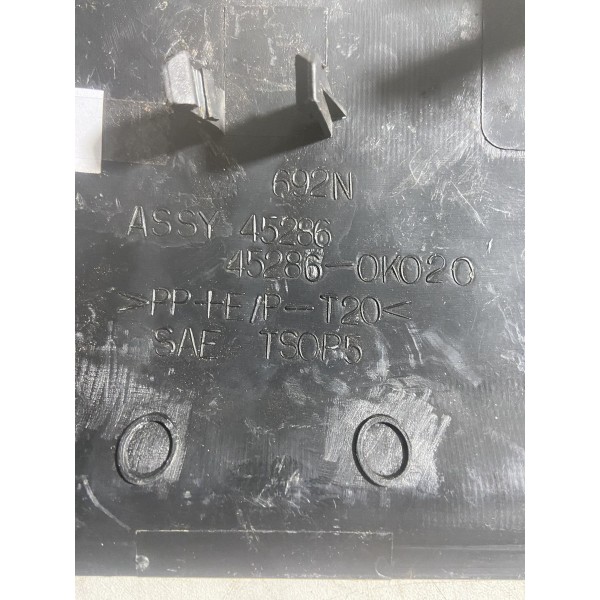 692N
ASSY 45286
45286-0K020
>PP+E/P-T20<
SAE TSOP5